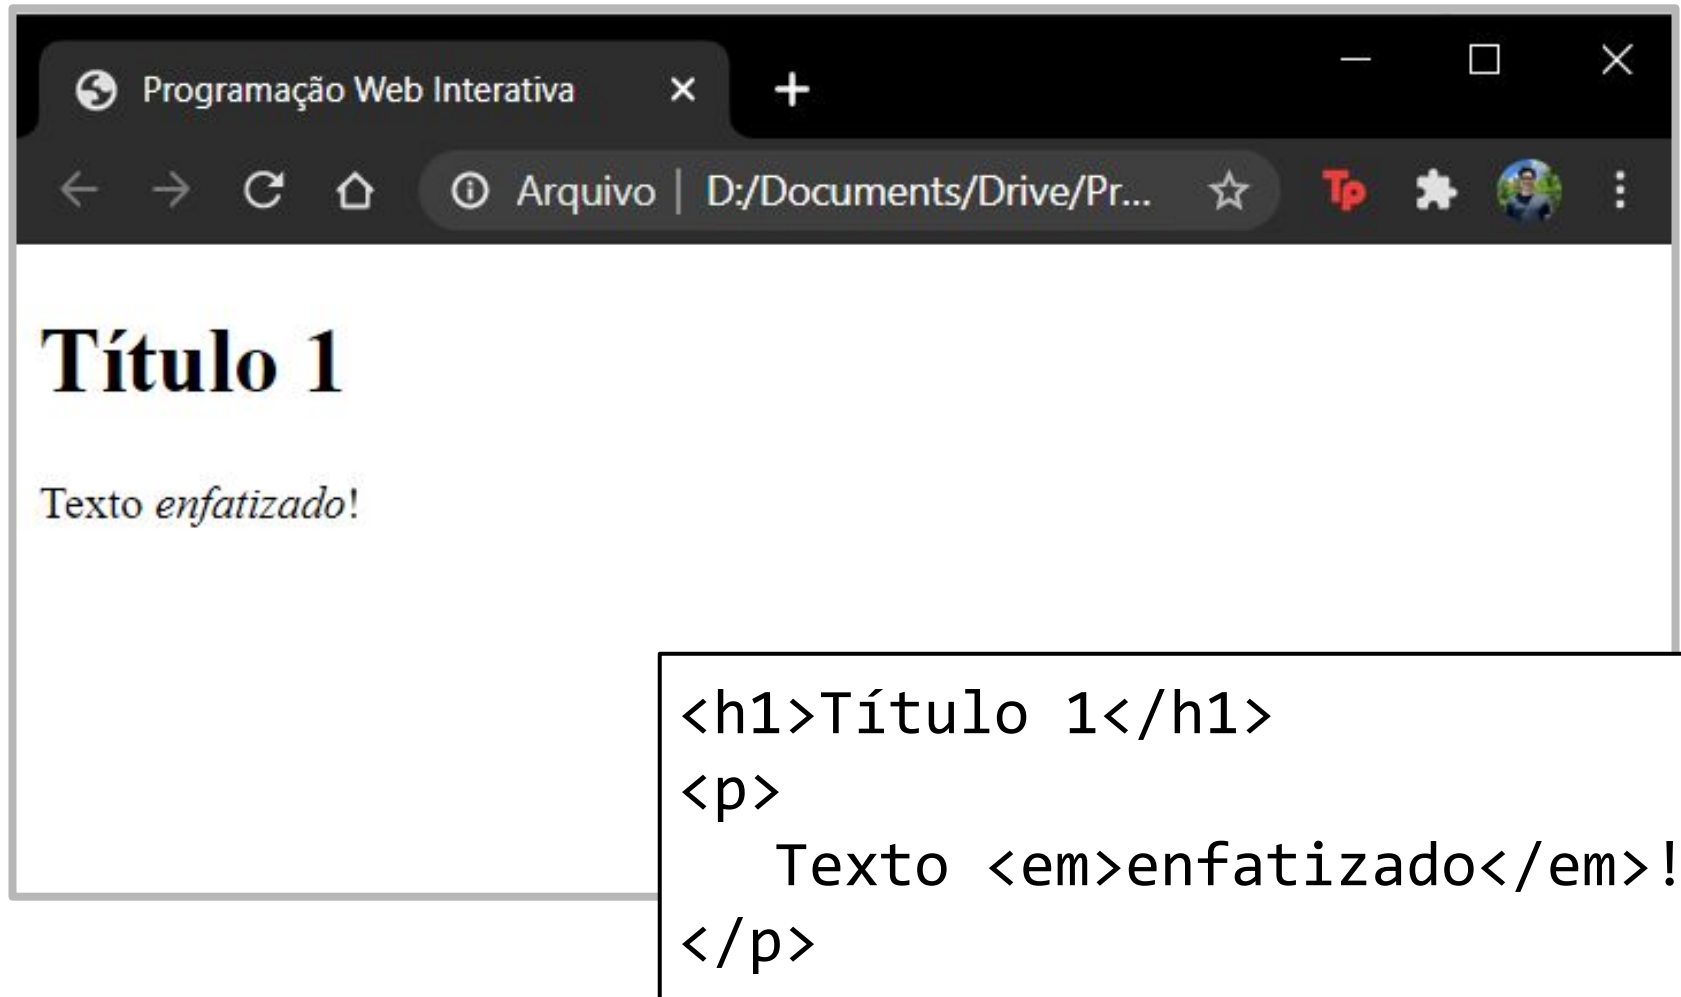 Programação Web Interativa
Arquivo | D:/Documents/Drive/Pr...
Tp
Título 1
Texto enfatizado!
<h1>Título 1</h1>
<p>
Texto <em>enfatizado</em>!
</p>